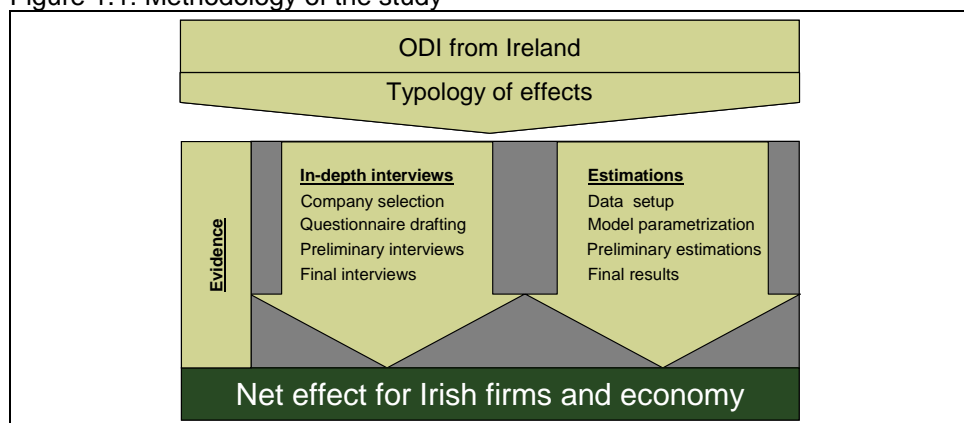 Figure 1.1: Methodology of the study
ODI from Ireland
Typology of effects
Evidence
In-depth interviews
Company selection
Questionnaire drafting
Preliminary interviews
Final interviews
Estimations
Data setup
Model parametrization
Preliminary estimations
Final results
Net effect for Irish firms and economy